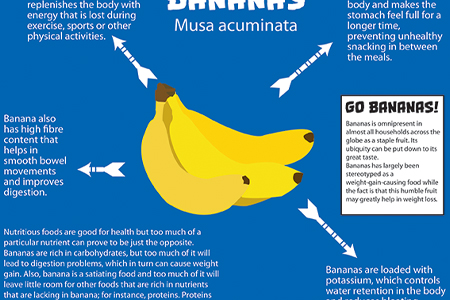 replenishes the body with
energy that is lost during
exercise, sports or other
physical activities.
BANANAS
Musa acuminata
body and makes the
stomach feel full for a
longer time,
preventing unhealthy
snacking in between
the meals.
Banana also
has high fibre
content that
helps in
smooth bowel
movements
and improves
digestion.
GO BANANAS!
Bananas is omnipresent in
almost all households across the
globe as a staple fruit. Its
ubiquity can be put down to its
great taste.
Bananas has largely been
stereotyped as a
weight-gain-causing food while
the fact is that this humble fruit
may greatly help in weight loss.
Nutritious foods are good for health but too much of a
particular nutrient can prove to be just the opposite.
Bananas are rich in carbohydrates, but too much of it will
lead to digestion problems, which in turn can cause weight
gain. Also, banana is a satiating food and too much of it will
leave little room for other foods that are rich in nutrients
that are lacking in banana; for instance, proteins. Proteins
Bananas are loaded with
potassium, which controls
water retention in the body
and reduces bloating